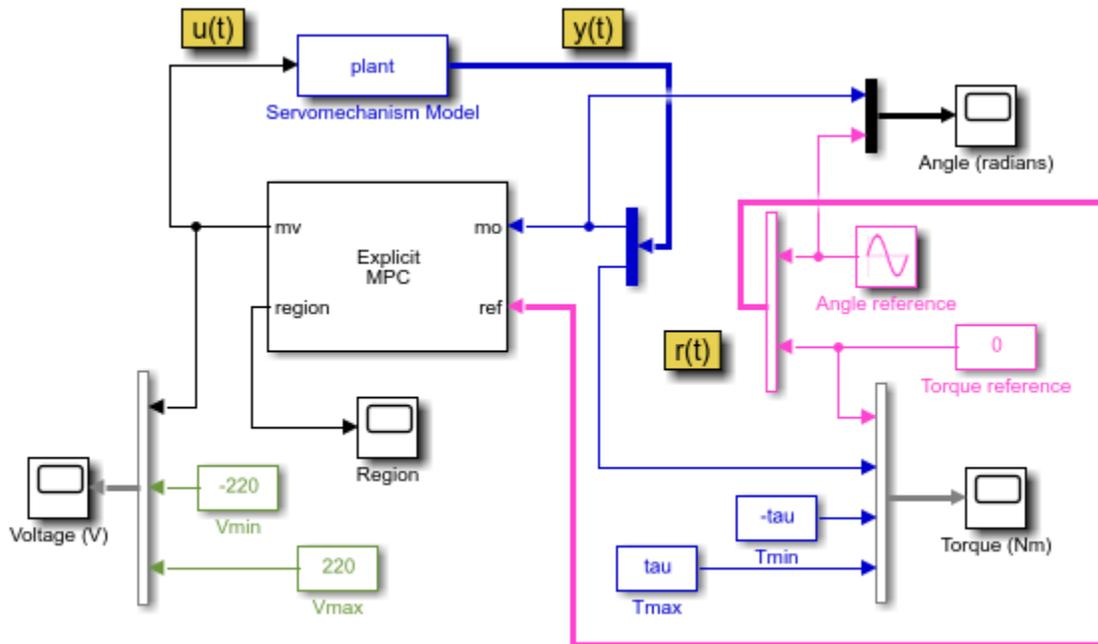 u(t)
y(t)
plant
Servomechanism Model
Angle (radians)
mv
mo
Explicit
MPC
region
ref
Angle reference
r(t)
0
Torque reference
Region
-220
Vmin
Voltage (V)
-tau
Tmin
Torque (Nm)
220
Vmax
tau
Tmax